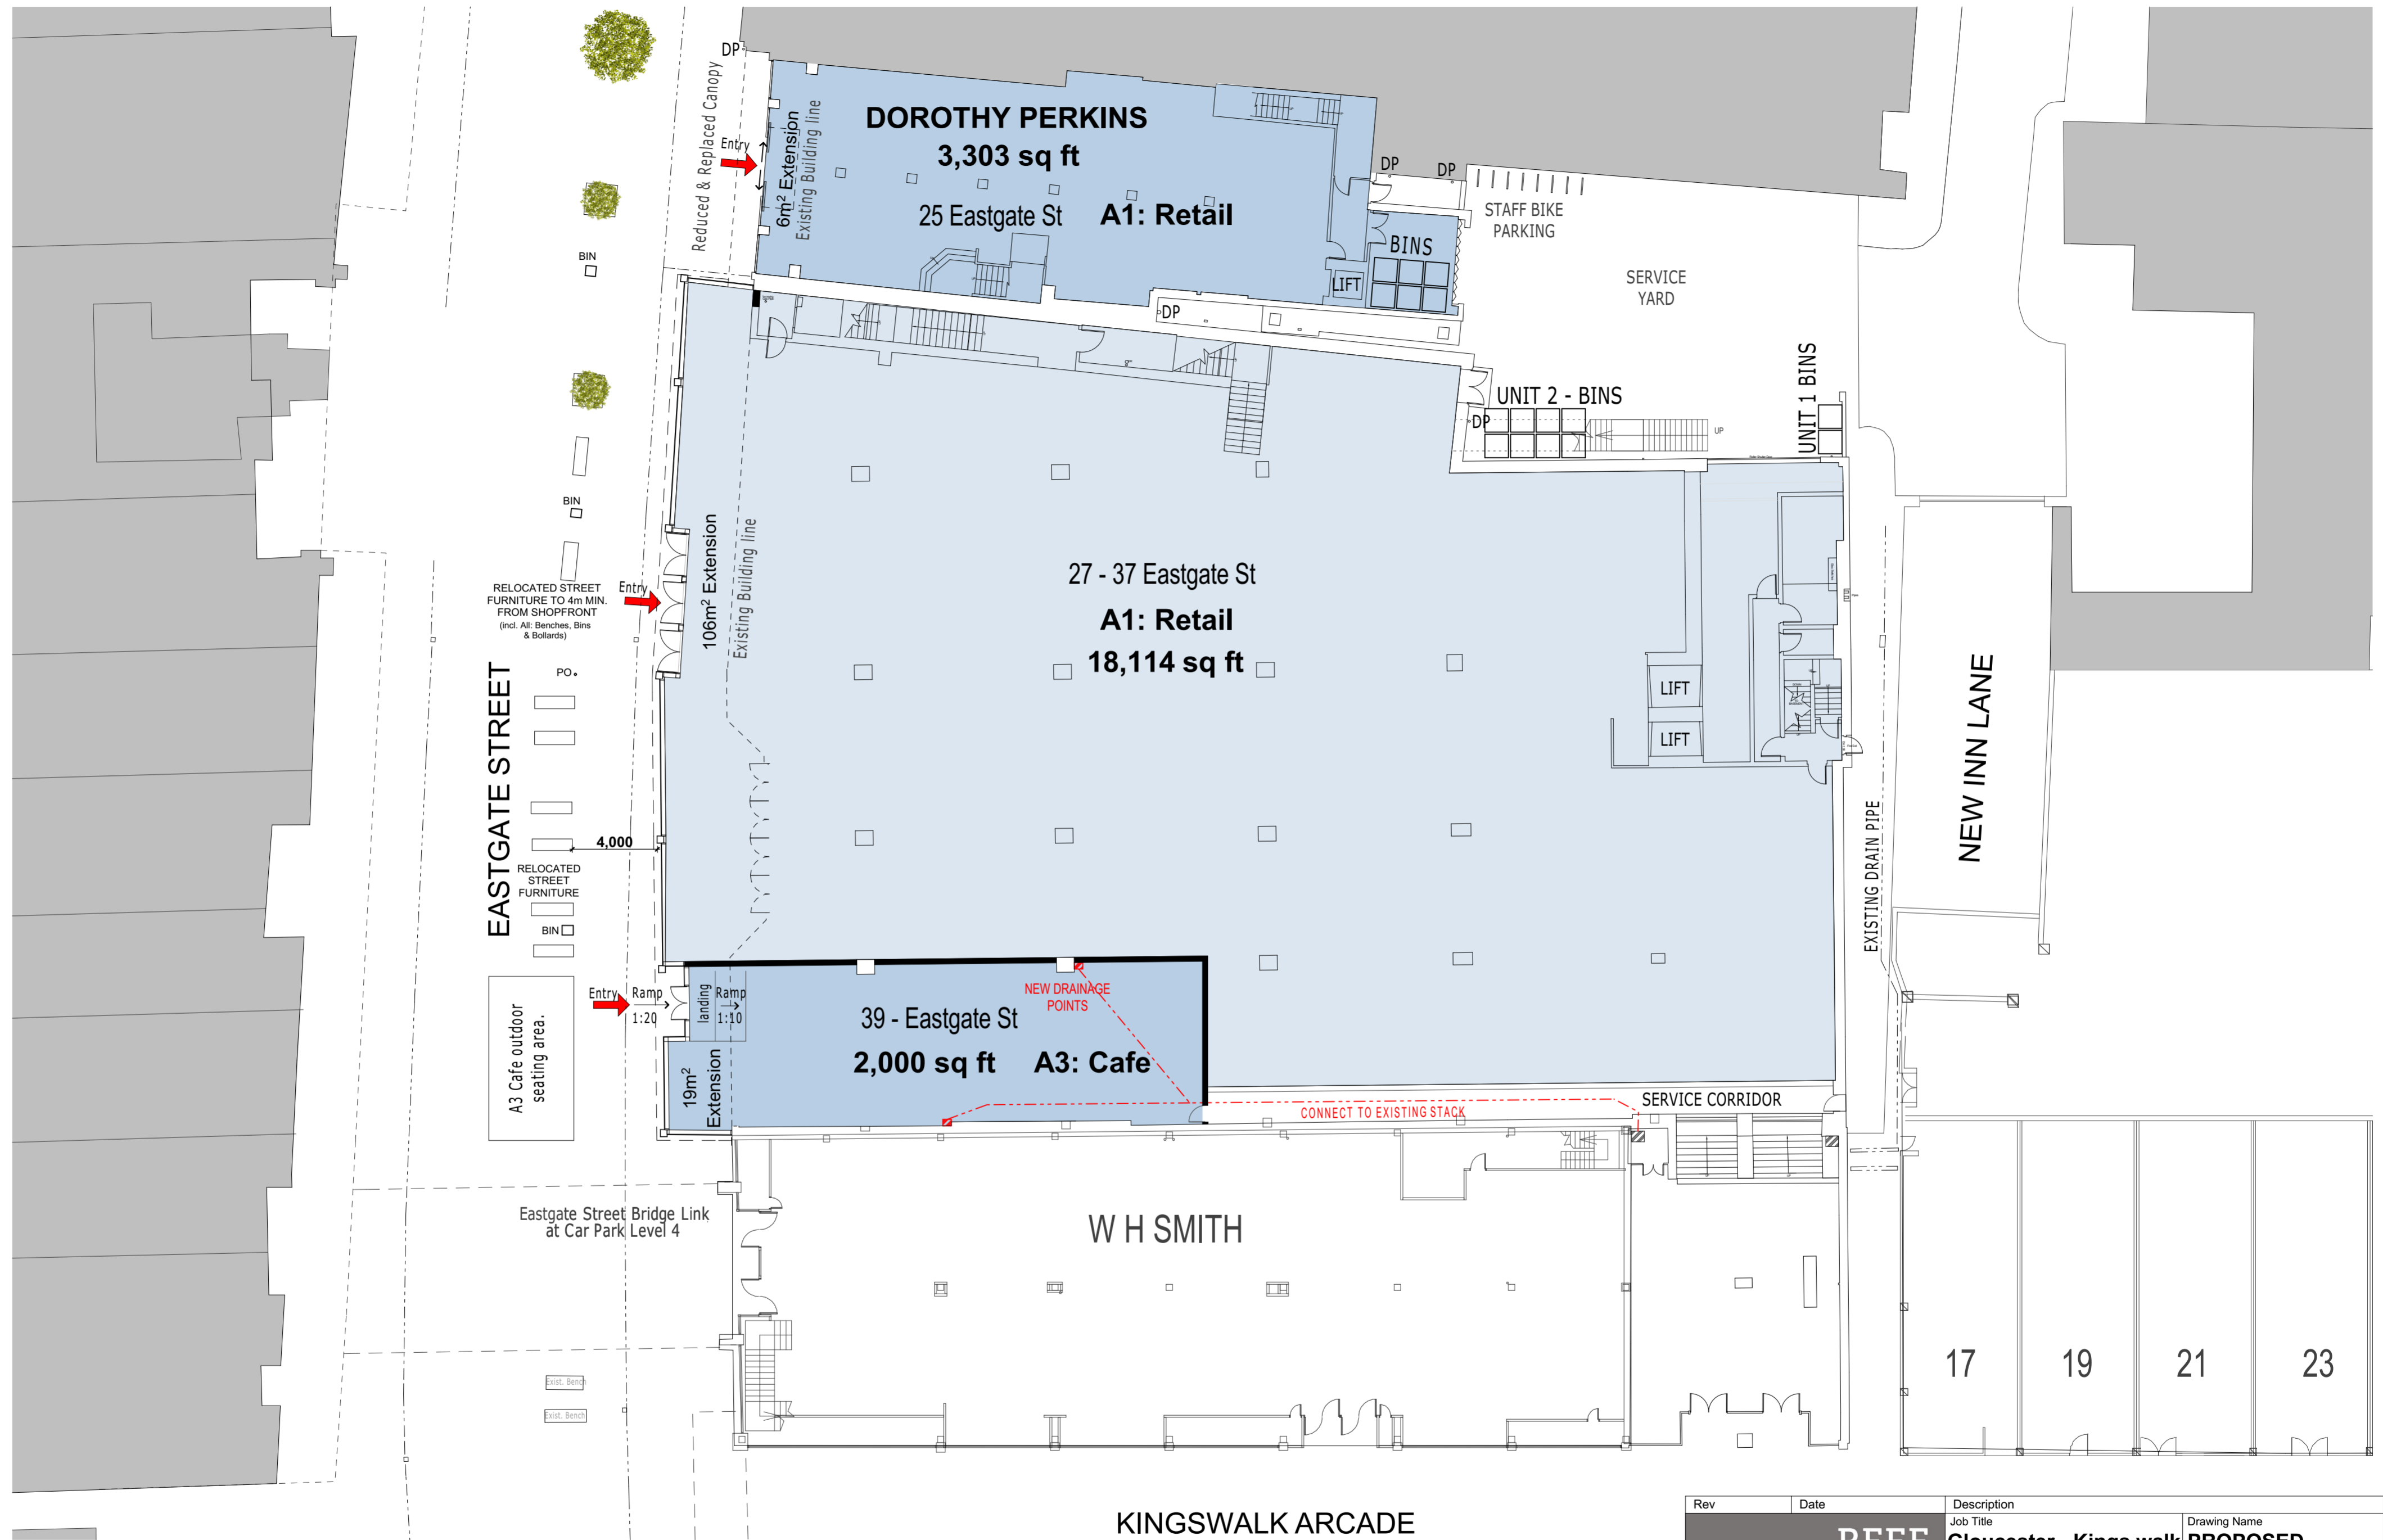 DP
Reduced & Replaced Canopy
Entry
6m² Extension
Existing Building line
DOROTHY PERKINS
3,303 sq ft
25 Eastgate St
A1: Retail
DP
DP
STAFF BIKE
PARKING
BINS
LIFT
DP
SERVICE
YARD
BIN
UNIT 2 - BINS
DP
UP
UNIT 1 BINS
BIN
RELOCATED STREET
FURNITURE TO 4m MIN.
FROM SHOPFRONT
(incl. All: Benches, Bins
& Bollards)
Entry
106m² Extension
Existing Building line
27 - 37 Eastgate St
A1: Retail
18,114 sq ft
LIFT
LIFT
PO
EASTGATE STREET
4,000
RELOCATED
STREET
FURNITURE
BIN
NEW INN LANE
EXISTING DRAIN PIPE
A3 Cafe outdoor
seating area.
Entry
Ramp
1:20
landing
Ramp
1:10
19m²
Extension
39 - Eastgate St
2,000 sq ft
A3: Cafe
NEW DRAINAGE
POINTS
CONNECT TO EXISTING STACK
SERVICE CORRIDOR
Eastgate Street Bridge Link
at Car Park Level 4
W H SMITH
Exist. Bench
Exist. Bench
17
19
21
23
KINGSWALK ARCADE
Rev
Date
Description
Job Title
Drawing Name